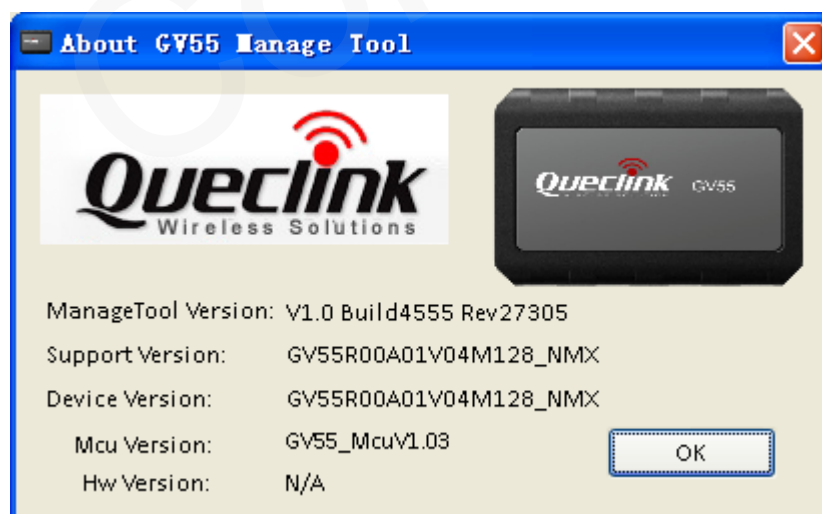 About GV55 Manage Tool
Queclink
Wireless Solutions
Queclink GV55
ManageTool Version: V1.0 Build4555 Rev27305
Support Version: GV55R00A01V04M128_NMX
Device Version: GV55R00A01V04M128_NMX
Mcu Version: GV55_McuV1.03
OK
Hw Version: N/A